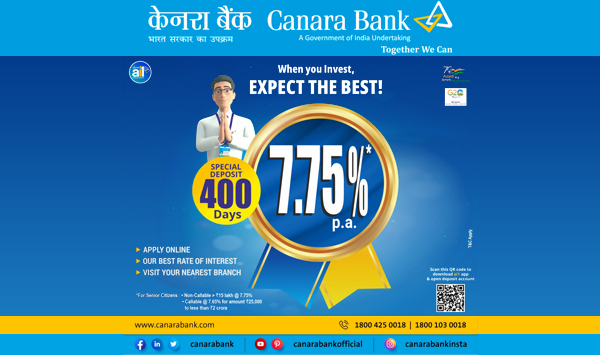 केनरा बैंक Canara Bank
भारत सरकार का उपक्रम A Government of India Undertaking
Together We Can
ai1
When you Invest,
EXPECT THE BEST!
G20
SPECIAL
DEPOSIT
400
Days
7.75%*
p.a.
APPLY ONLINE
OUR BEST RATE OF INTEREST
VISIT YOUR NEAREST BRANCH
T&C Apply
Scan this QR code to
download ai1 app
& open deposit account
*For Senior Citizens : • Non-Callable > ₹15 lakh @ 7.75%
• Callable @ 7.65% for amount ₹25,000
to less than ₹2 crore
www.canarabank.com 1800 425 0018 | 1800 103 0018
canarabank | canarabankofficial | canarabankinsta